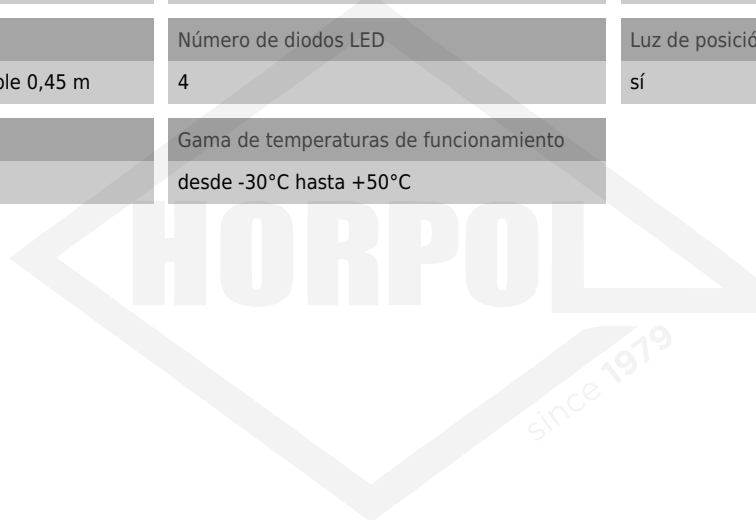 Número de diodos LED
Luz de posició
ble 0,45 m
4
sí
Gama de temperaturas de funcionamiento
desde -30°C hasta +50°C
HORPOL
since 1979